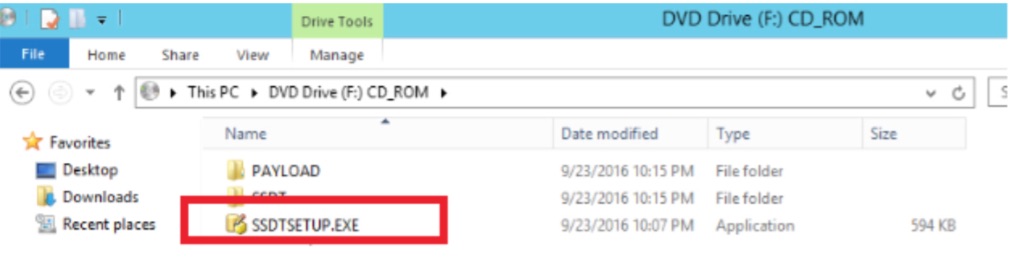 Drive Tools
DVD Drive (F:) CD_ROM
File Home Share View Manage
This PC DVD Drive (F:) CD_ROM
Name Date modified Type Size
Favorites
Desktop
Downloads
Recent places
PAYLOAD 9/23/2016 10:15 PM File folder
SSDT 9/23/2016 10:15 PM File folder
SSDTSETUP.EXE 9/23/2016 10:07 PM Application 594 KB